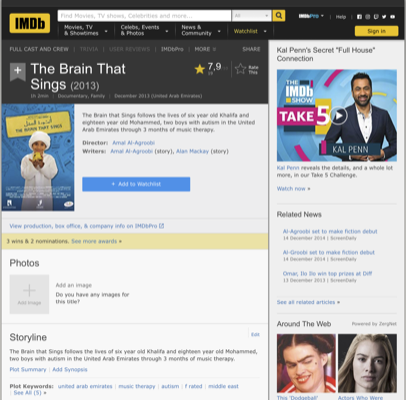 IMDb
Find Movies, TV shows, Celebrities and more...
All
IMDbPro
Help
Movies, TV & Showtimes
Celebs, Events & Photos
News & Community
Watchlist
Sign in
FULL CAST AND CREW | TRIVIA | USER REVIEWS | IMDbPro | MORE
SHARE
The Brain That Sings (2013)
7,9
Rate This
1h 2min | Documentary, Family | December 2013 (United Arab Emirates)
THE BRAIN THAT SINGS
The Brain That Sings follows the lives of six year old Khalifa and
eighteen year old Mohammed, two boys with autism in the United
Arab Emirates through 3 months of music therapy.
Director: Amal Al-Agroobi
Writers: Amal Al-Agroobi (story), Alan Mackay (story)
+ Add to Watchlist
View production, box office, & company info on IMDbPro
3 wins & 2 nominations. See more awards »
Photos
Add Image
Add an image
Do you have any images for
this title?
Storyline
Edit
The Brain That Sings follows the lives of six year old Khalifa and eighteen year old Mohammed,
two boys with autism in the United Arab Emirates through 3 months of music therapy.
Plot Summary | Add Synopsis
Plot Keywords: united arab emirates | music therapy | autism | f rated | middle east
| See All (5) »
Kal Penn's Secret "Full House"
Connection
THE
IMDb
SHOW
TAKE 5
KAL PENN
Kal Penn reveals the details, and a whole
lot more, in our Take 5 Challenge.
Watch now »
Related News
Al-Agroobi set to make fiction debut
14 December 2014 | ScreenDaily
Al-Groobi set to make fiction debut
14 December 2014 | ScreenDaily
Omar, Do Do win top prizes at Diff
13 December 2013 | ScreenDaily
See all related articles »
Around The Web
Powered by ZergNet
This 'Dodgeball'
Actors Who Were